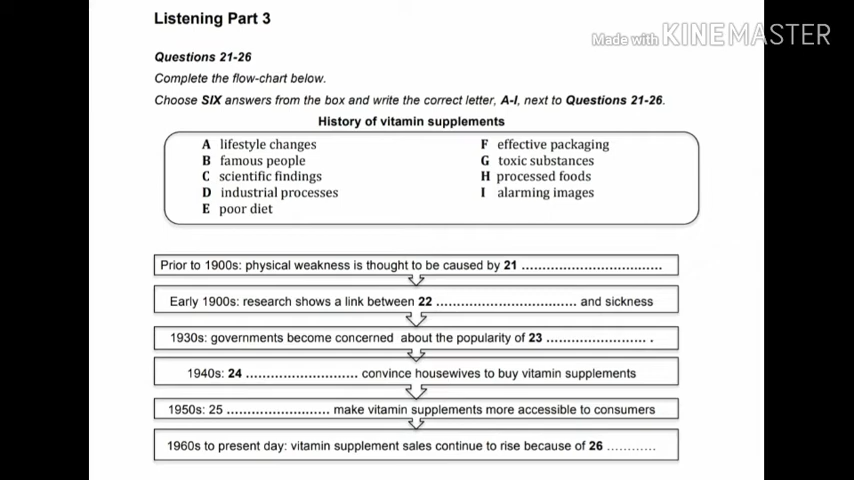 Listening Part 3
Made with KINEMASTER
Questions 21-26
Complete the flow-chart below.
Choose SIX answers from the box and write the correct letter, A-I, next to Questions 21-26.
History of vitamin supplements
A lifestyle changes
B famous people
C scientific findings
D industrial processes
E poor diet
F effective packaging
G toxic substances
H processed foods
I alarming images
Prior to 1900s: physical weakness is thought to be caused by 21 ..................................
Early 1900s: research shows a link between 22 .................................. and sickness
1930s: governments become concerned about the popularity of 23 ........................ .
1940s: 24 ........................... convince housewives to buy vitamin supplements
1950s: 25 ........................ make vitamin supplements more accessible to consumers
1960s to present day: vitamin supplement sales continue to rise because of 26 ............